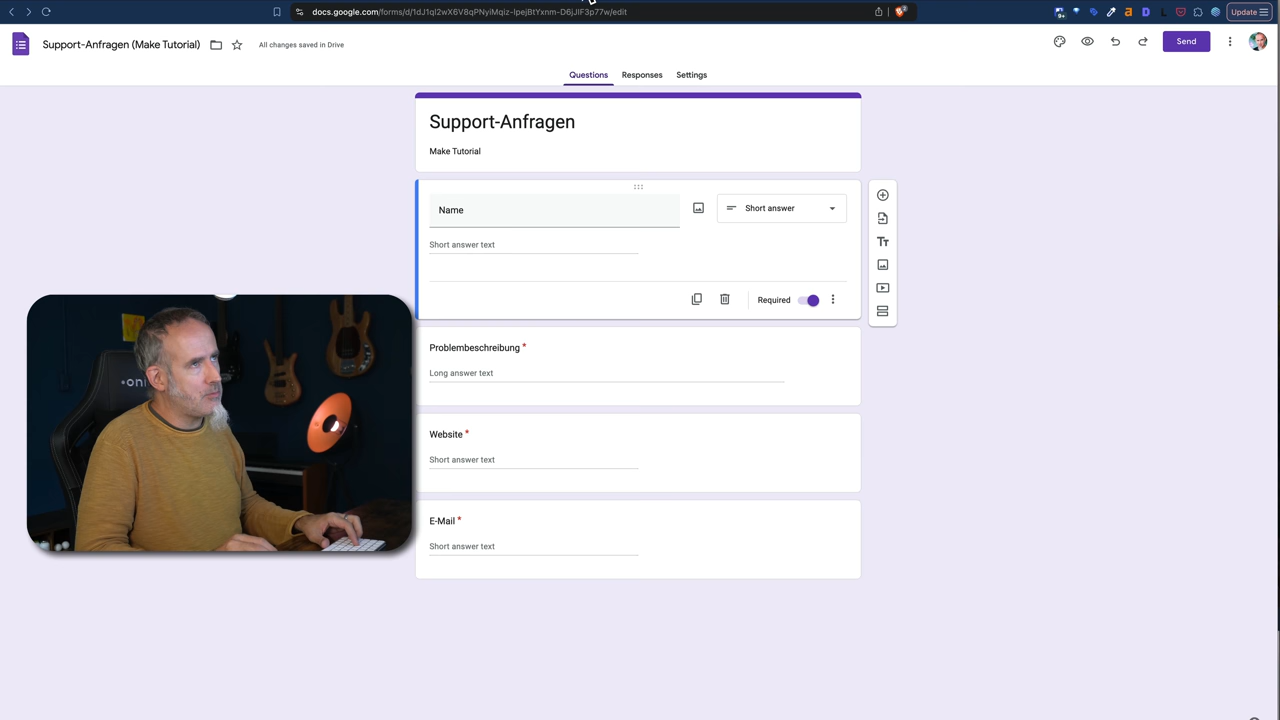 docs.google.com/forms/d/1dJ1ql2wX6V8qPNyiMqiz-IpejBtYxnm-D6jJlF3p77w/edit
Update
Support-Anfragen (Make Tutorial)
All changes saved in Drive
Send
Questions
Responses
Settings
Support-Anfragen
Make Tutorial
Name
Short answer
Short answer text
Required
Problembeschreibung *
Long answer text
Website *
Short answer text
E-Mail *
Short answer text